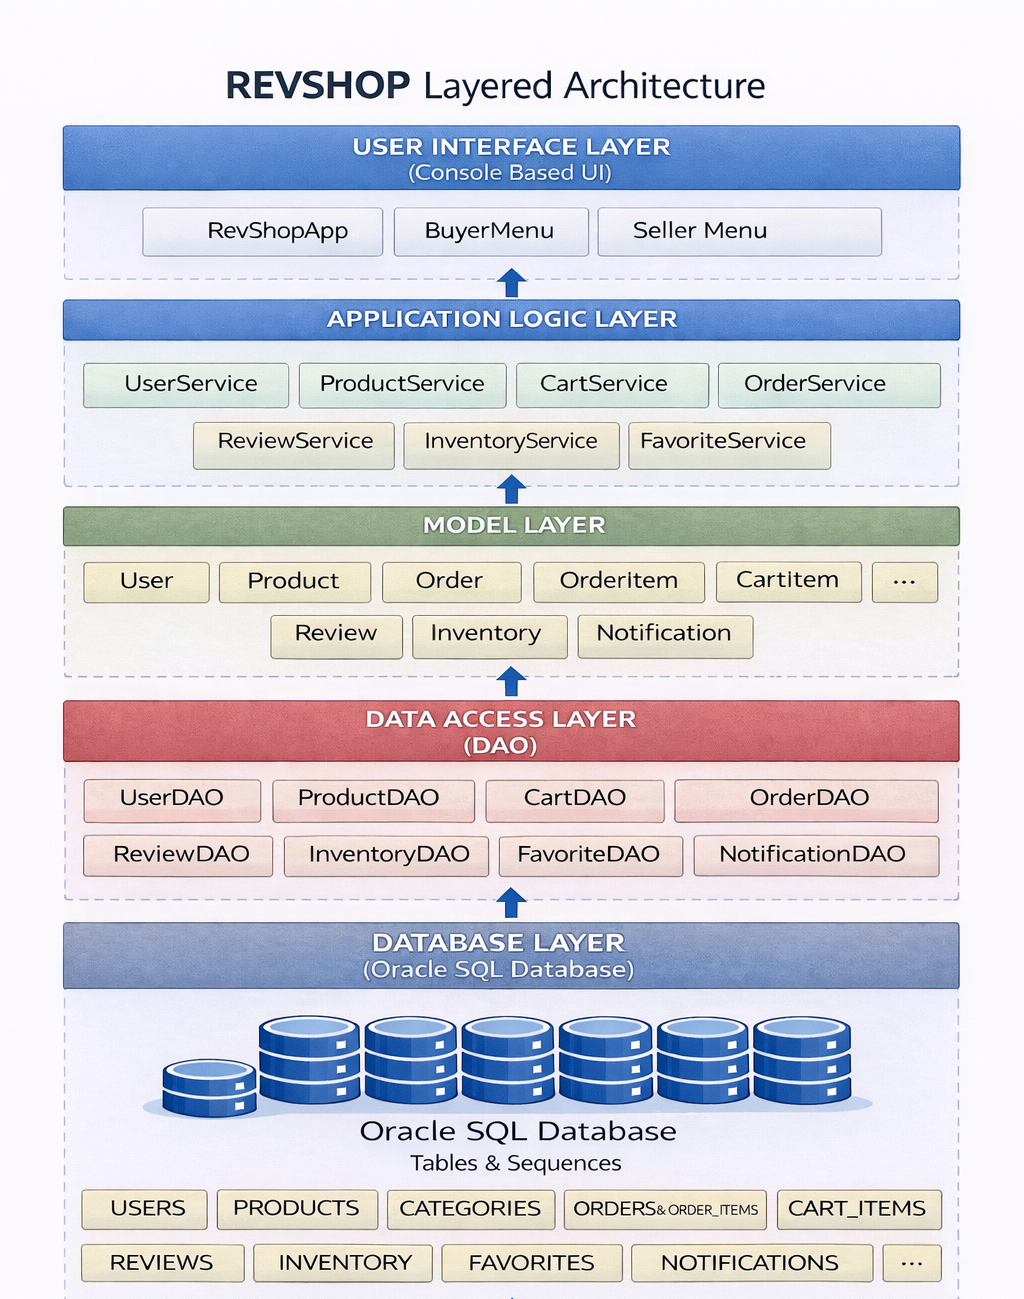 REVSHOP Layered Architecture
USER INTERFACE LAYER
(Console Based UI)
RevShopApp BuyerMenu Seller Menu
APPLICATION LOGIC LAYER
UserService ProductService CartService OrderService
ReviewService InventoryService FavoriteService
MODEL LAYER
User Product Order Orderitem Cartitem ...
Review Inventory Notification
DATA ACCESS LAYER
(DAO)
UserDAO ProductDAO CartDAO OrderDAO
ReviewDAO InventoryDAO FavoriteDAO NotificationDAO
DATABASE LAYER
(Oracle SQL Database)
Oracle SQL Database
Tables & Sequences
USERS PRODUCTS CATEGORIES ORDERS & ORDER_ITEMS CART_ITEMS
REVIEWS INVENTORY FAVORITES NOTIFICATIONS ...